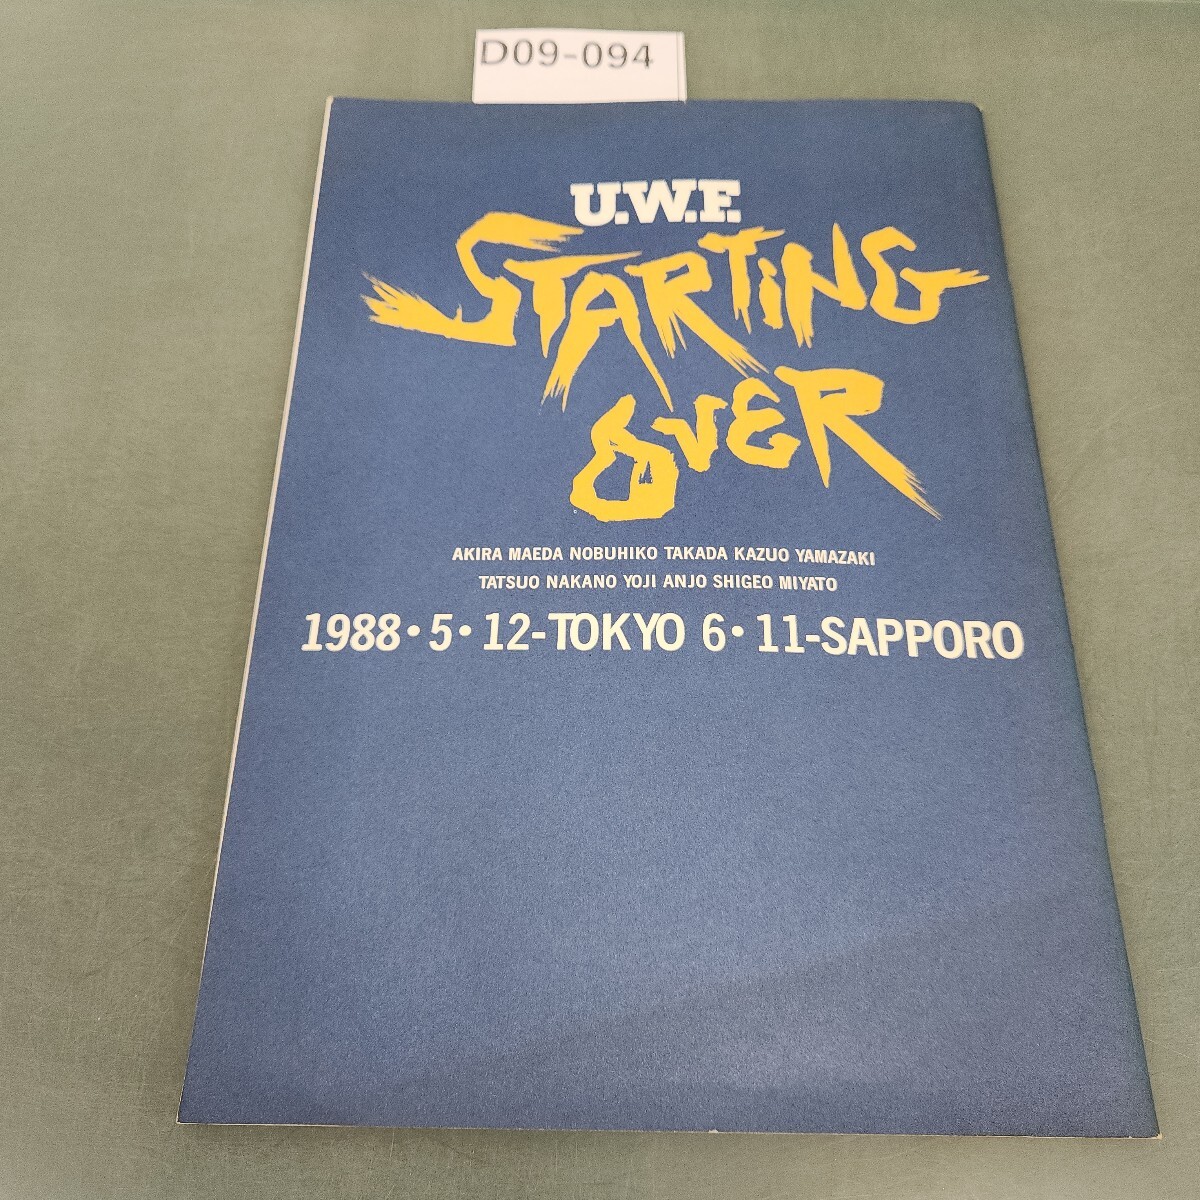 D09-094
U.W.F.
STARTiNG
OVER
AKIRA MAEDA NOBUHIKO TAKADA KAZUO YAMAZAKI
TATSUO NAKANO YOJI ANJO SHIGEO MIYATO
1988・5・12-TOKYO 6・11-SAPPORO